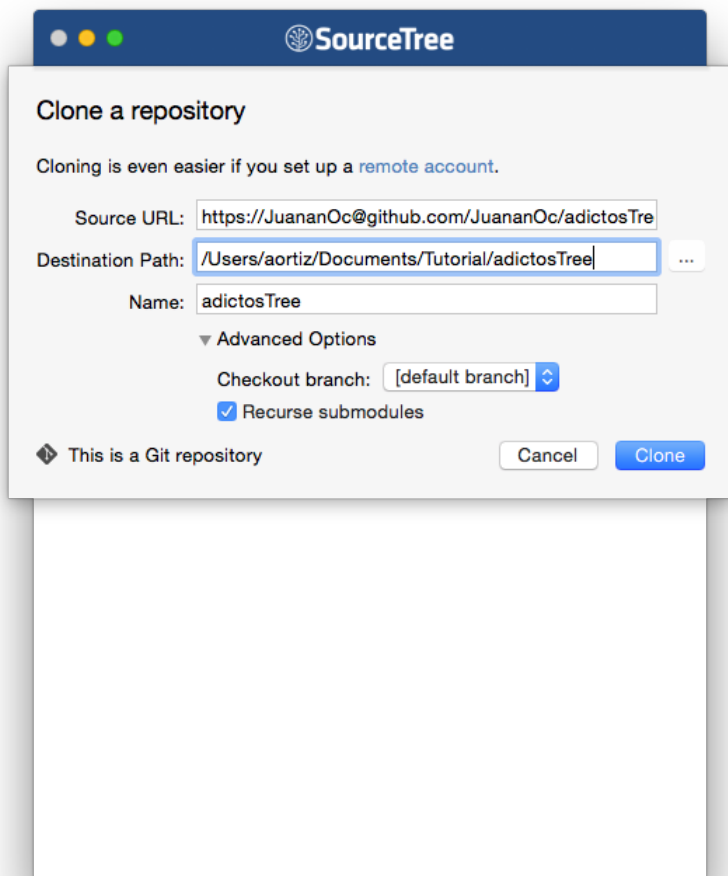 SourceTree
Clone a repository
Cloning is even easier if you set up a remote account.
Source URL: https://JuananOc@github.com/JuananOc/adictosTre
Destination Path: /Users/aortiz/Documents/Tutorial/adictosTree ...
Name: adictosTree
Advanced Options
Checkout branch: [default branch]
Recurse submodules
This is a Git repository Cancel Clone